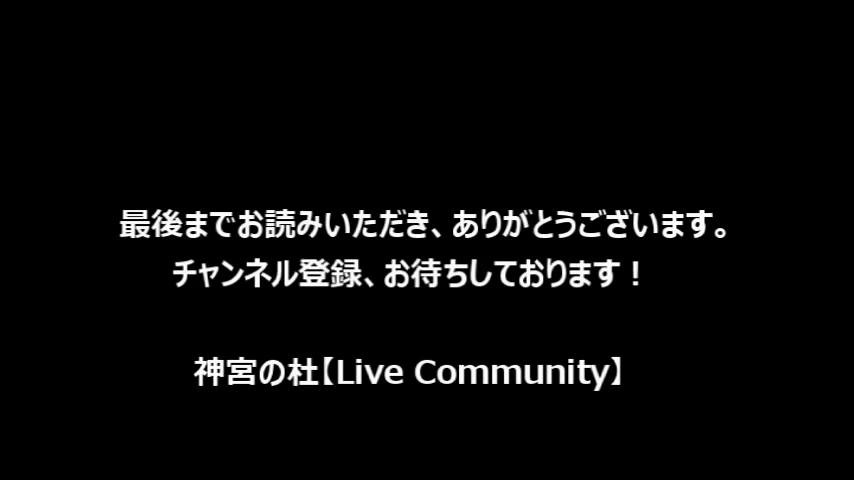 最後までお読みいただき、ありがとうございます。
チャンネル登録、お待ちしております！
神宮の杜【Live Community】